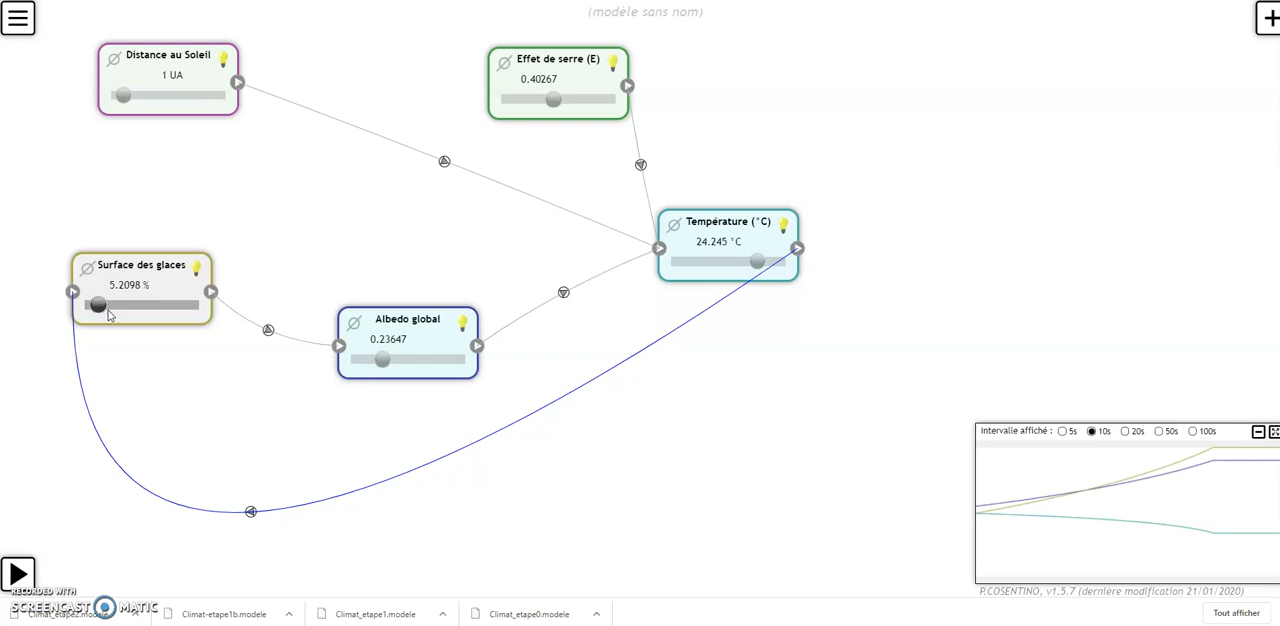 (modèle sans nom)
Distance au Soleil
1 UA
Effet de serre (E)
0.40267
Température (°C)
24.245 °C
Surface des glaces
5.2098 %
Albedo global
0.23647
Intervalle affiché : 5s 10s 20s 50s 100s
P.COSENTINO, v1.5.7 (dernière modification 21/01/2020)
RECORDED WITH
SCREENCAST MATIC
Climat_etape2.modele
Climat-etape1b.modele
Climat_etape1.modele
Climat_etape0.modele
Tout afficher